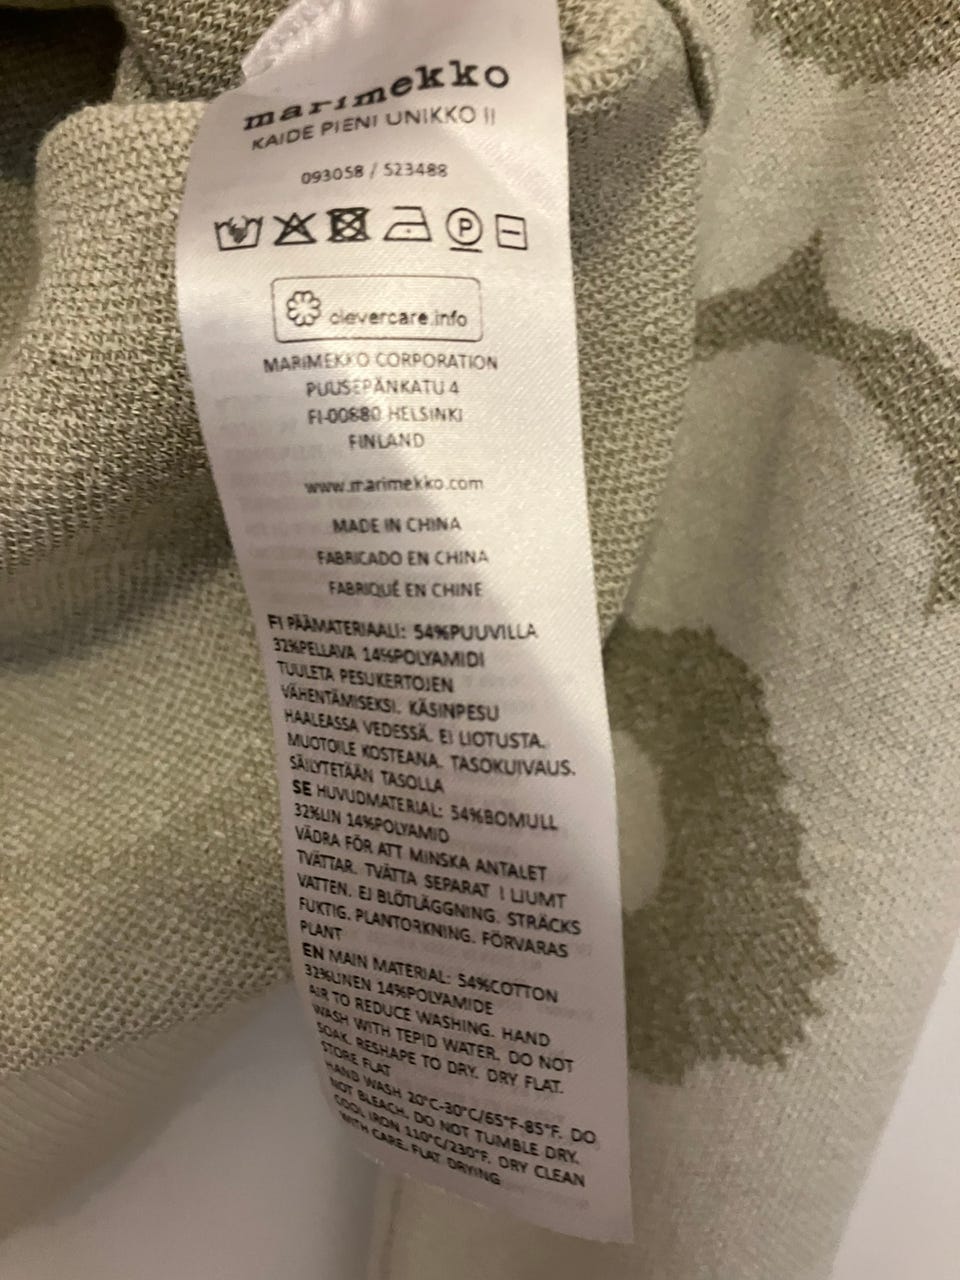 marimekko
KAIDE PIENI UNIKKO II
093058 / 523488
P
clevercare.info
MARIMEKKO CORPORATION
PUUSEPÄNKATU 4
FI-00880 HELSINKI
FINLAND
www.marimekko.com
MADE IN CHINA
FABRICADO EN CHINA
FABRIQUÉ EN CHINE
FI PÄÄMATERIAALI: 54%PUUVILLA
32%PELLAVA 14%POLYAMIDI
TUULETA PESUKERTOJEN
VÄHENTÄMISEKSI. KÄSINPESU
HAALEASSA VEDESSÄ. EI LIOTUSTA.
MUOTOILE KOSTEANA. TASOKUIVAUS.
SÄILYTETÄÄN TASOLLA
SE HUVUDMATERIAL: 54%BOMULL
32%LIN 14%POLYAMID
VÄDRA FÖR ATT MINSKA ANTALET
TVÄTTAR. TVÄTTA SEPARAT I LJUMT
VATTEN. EJ BLÖTLÄGGNING. STRÄCKS
FUKTIG. PLANTORKNING. FÖRVARAS
PLANT
EN MAIN MATERIAL: 54%COTTON
32%LINEN 14%POLYAMIDE
AIR TO REDUCE WASHING. HAND
WASH WITH TEPID WATER. DO NOT
SOAK. RESHAPE TO DRY. DRY FLAT.
STORE FLAT
HAND WASH 20°C-30°C/65°F-85°F. DO
NOT BLEACH. DO NOT TUMBLE DRY.
COOL IRON 110°C/230°F. DRY CLEAN
WITH CARE. FLAT DRYING